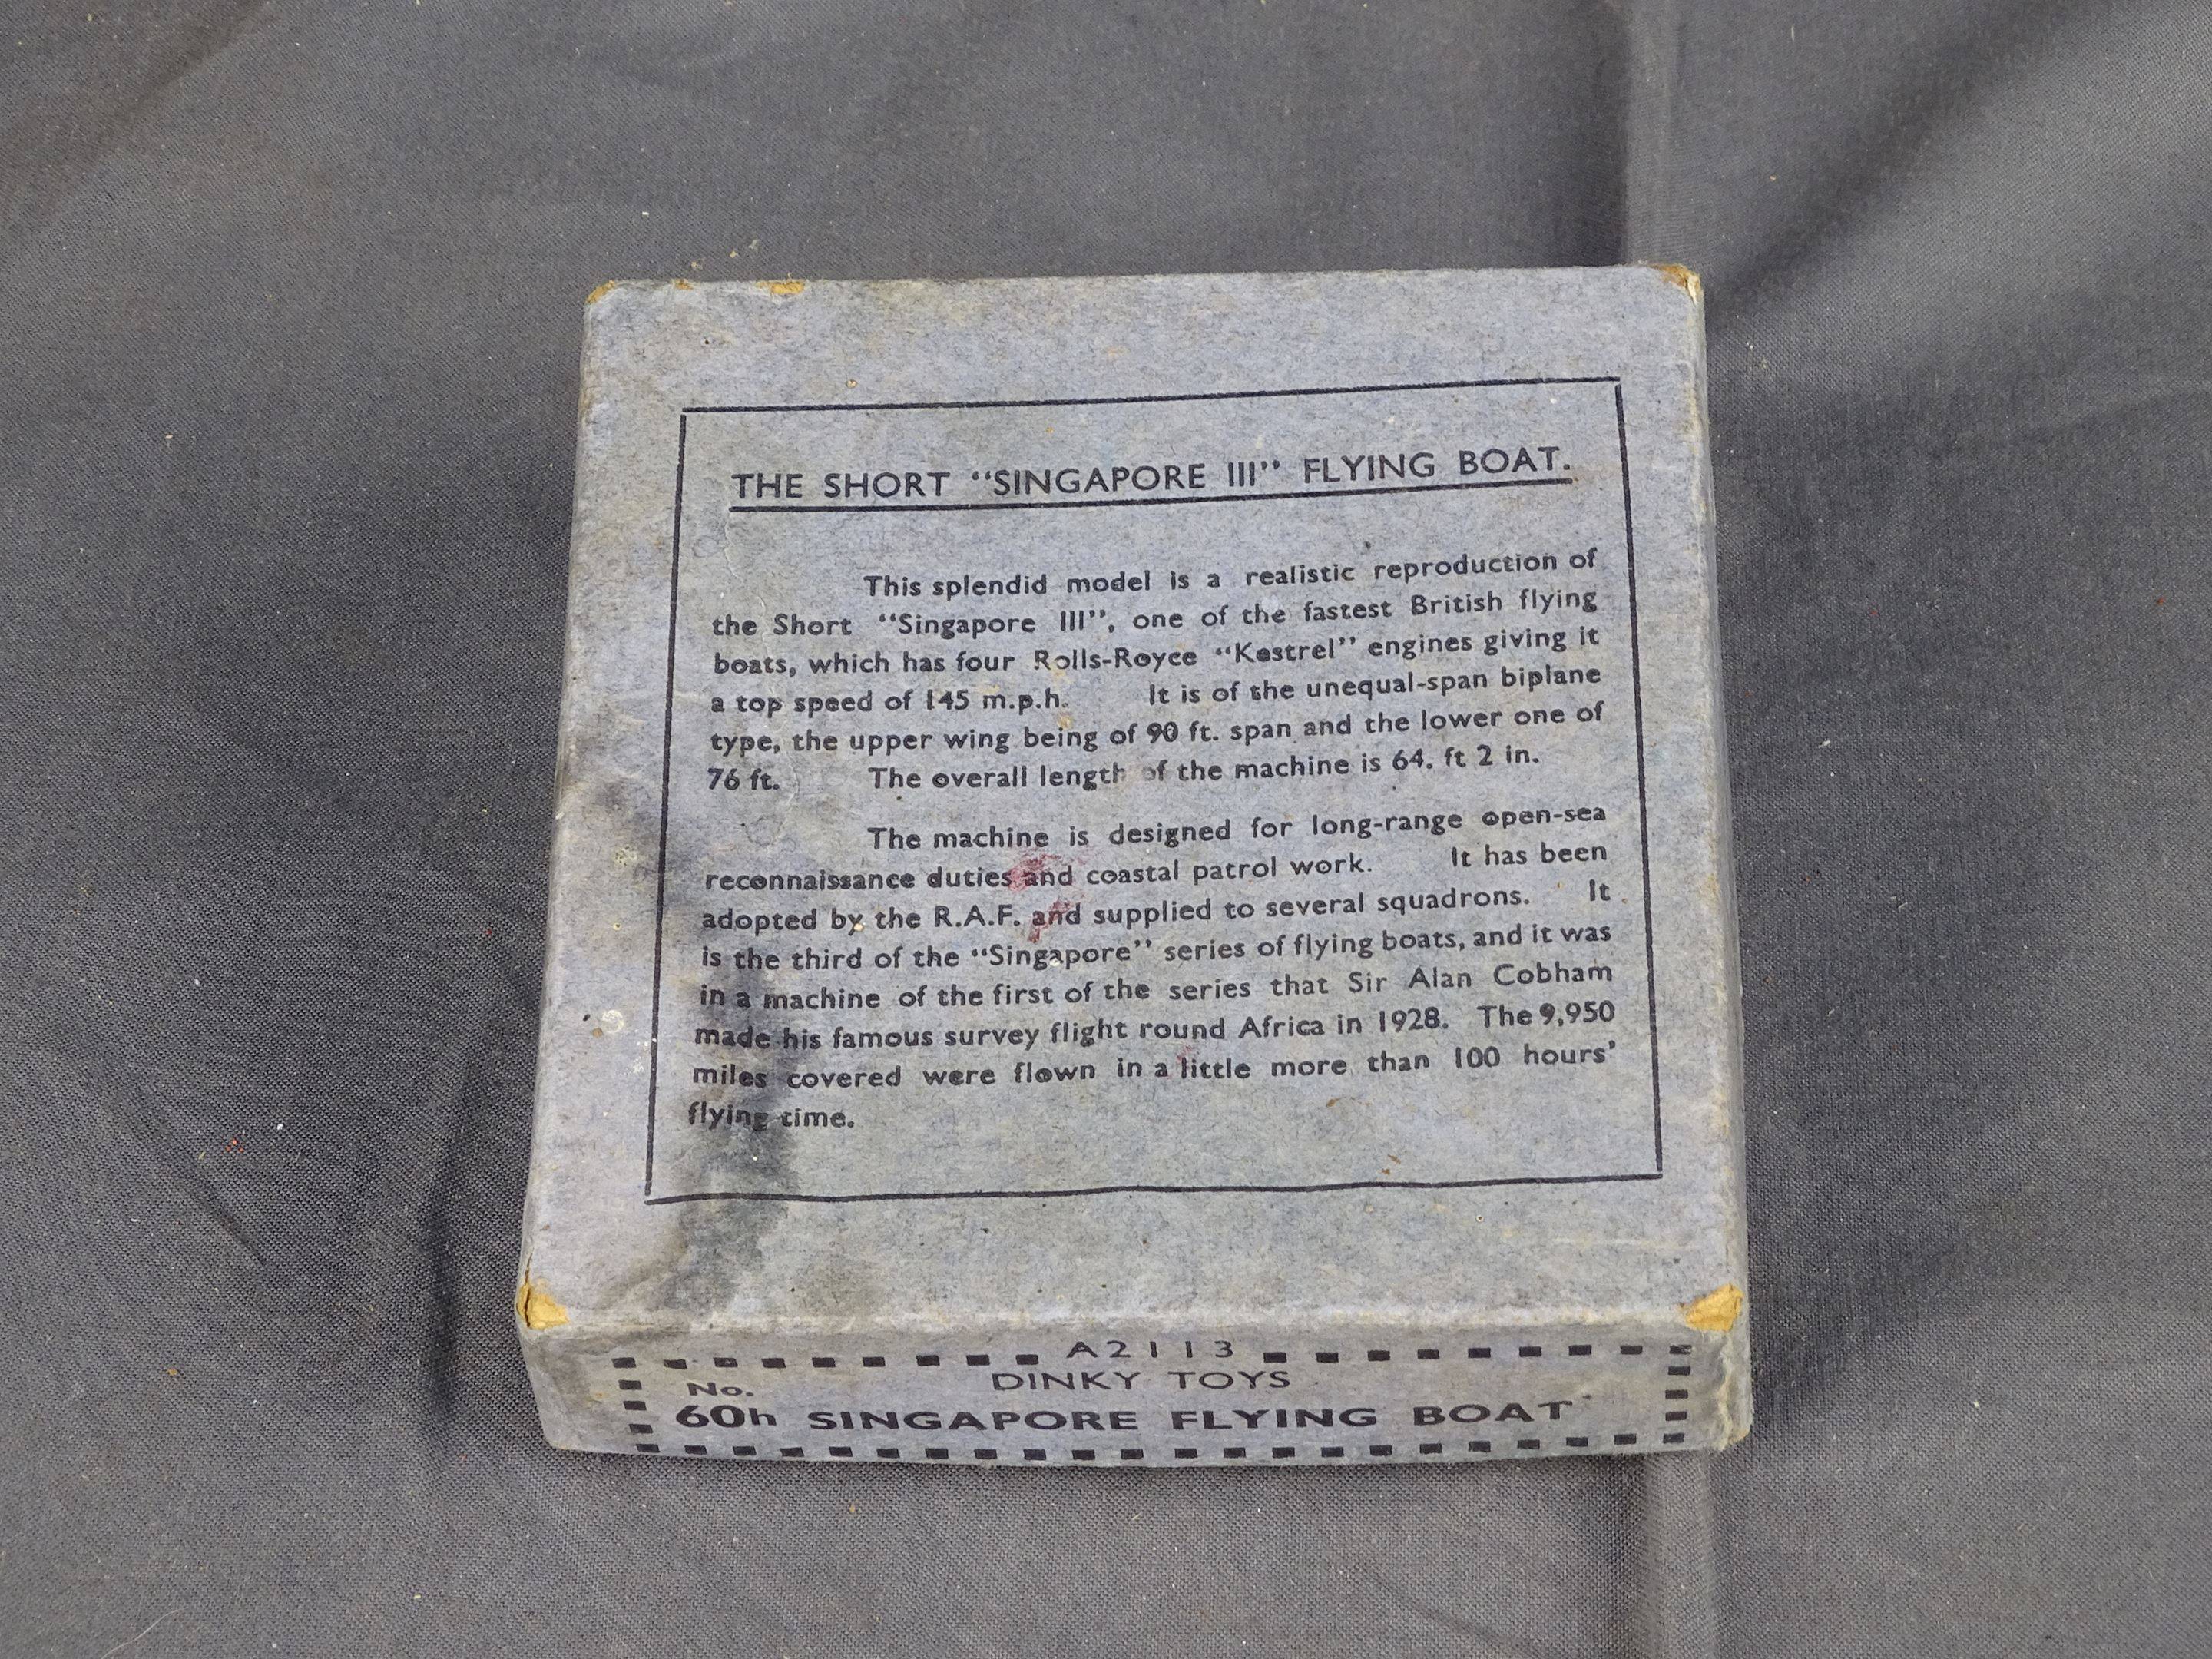 THE SHORT “SINGAPORE III” FLYING BOAT.
This splendid model is a realistic reproduction of
the Short “Singapore III”, one of the fastest British flying
boats, which has four Rolls-Royce “Kestrel” engines giving it
a top speed of 145 m.p.h. It is of the unequal-span biplane
type, the upper wing being of 90 ft. span and the lower one of
76 ft. The overall length of the machine is 64. ft 2 in.
The machine is designed for long-range open-sea
reconnaissance duties and coastal patrol work. It has been
adopted by the R.A.F. and supplied to several squadrons. It
is the third of the “Singapore” series of flying boats, and it was
in a machine of the first of the series that Sir Alan Cobham
made his famous survey flight round Africa in 1928. The 9,950
miles covered were flown in a little more than 100 hours’
flying time.
A2113
DINKY TOYS
No.
60h SINGAPORE FLYING BOAT